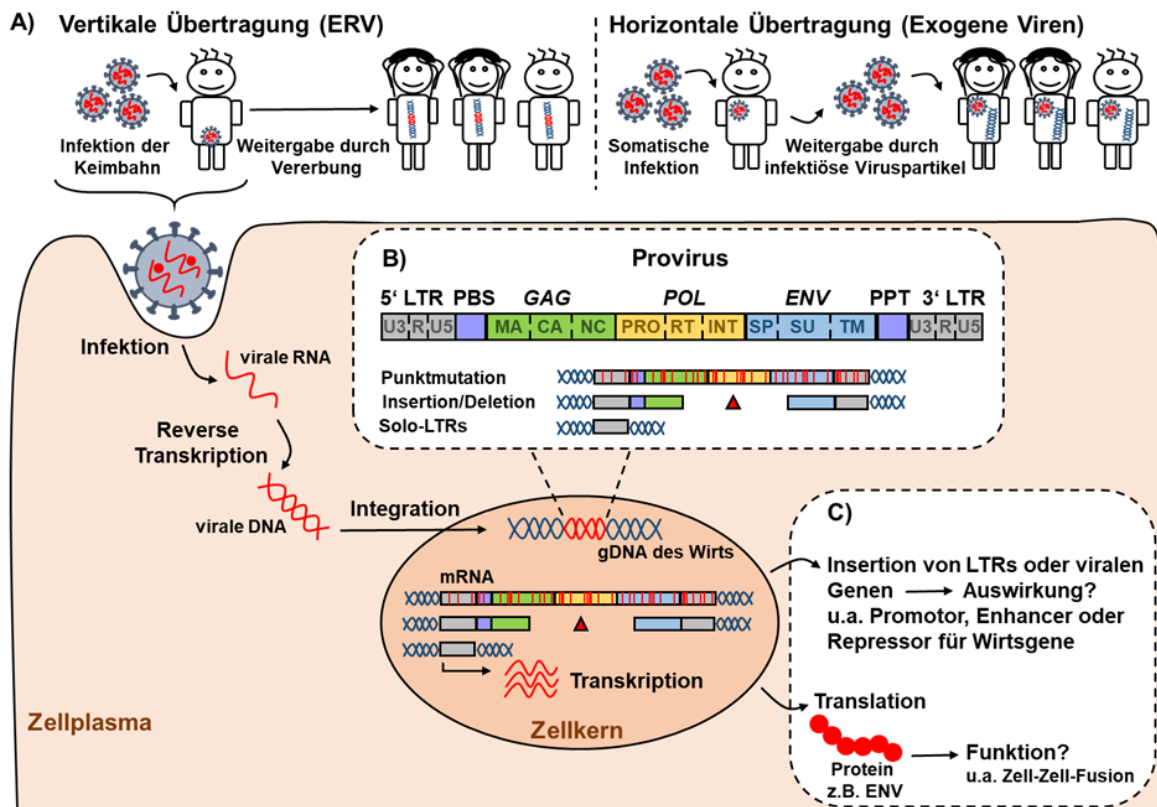 A) Vertikale Übertragung (ERV)
Infektion der
Keimbahn
Weitergabe durch
Vererbung
Horizontale Übertragung (Exogene Viren)
Somatische
Infektion
Weitergabe durch
infektiöse Viruspartikel
Infektion
virale RNA
Reverse
Transkription
virale DNA
Integration
B)
Provirus
5‘ LTR PBS GAG POL ENV PPT 3‘ LTR
U3 R U5 MA CA NC PRO RT INT SP SU TM U3 R U5
Punktmutation
Insertion/Deletion
Solo-LTRs
gDNA des Wirts
mRNA
Transkription
Zellkern
Zellplasma
C)
Insertion von LTRs oder viralen
Genen Auswirkung?
u.a. Promotor, Enhancer oder
Repressor für Wirtsgene
Translation
Protein
z.B. ENV
Funktion?
u.a. Zell-Zell-Fusion